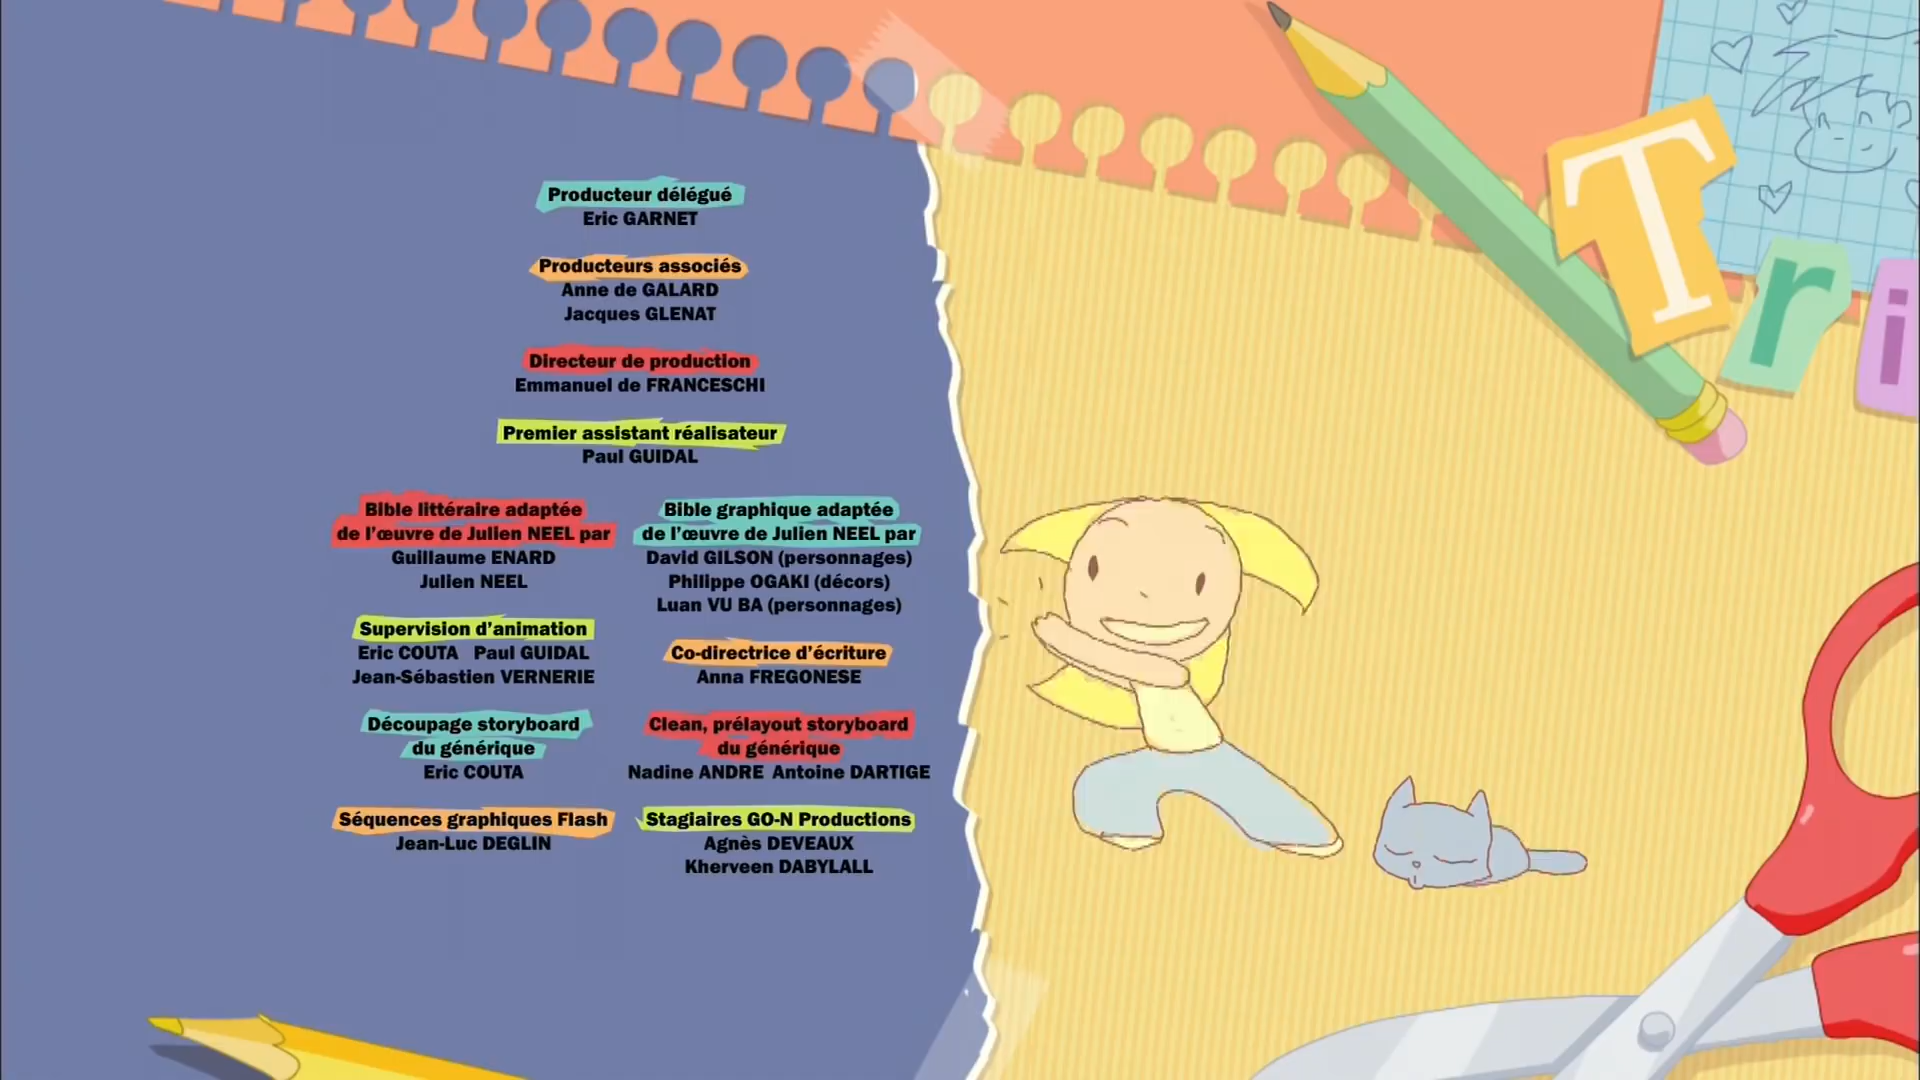 Producteur délégué
Eric GARNET
Producteurs associés
Anne de GALARD
Jacques GLENAT
Directeur de production
Emmanuel de FRANCESCHI
Premier assistant réalisateur
Paul GUIDAL
Bible littéraire adaptée
de l'œuvre de Julien NEEL par
Guillaume ENARD
Julien NEEL
Bible graphique adaptée
de l'œuvre de Julien NEEL par
David GILSON (personnages)
Philippe OGAKI (décors)
Luan VU BA (personnages)
Supervision d'animation
Eric COUTA Paul GUIDAL
Jean-Sébastien VERNERIE
Co-directrice d'écriture
Anna FREGONESE
Découpage storyboard
du générique
Eric COUTA
Clean, prélayout storyboard
du générique
Nadine ANDRE Antoine DARTIGE
Séquences graphiques Flash
Jean-Luc DEGLIN
Stagiaires GO-N Productions
Agnès DEVEAUX
Kherveen DABYLALL
Tri